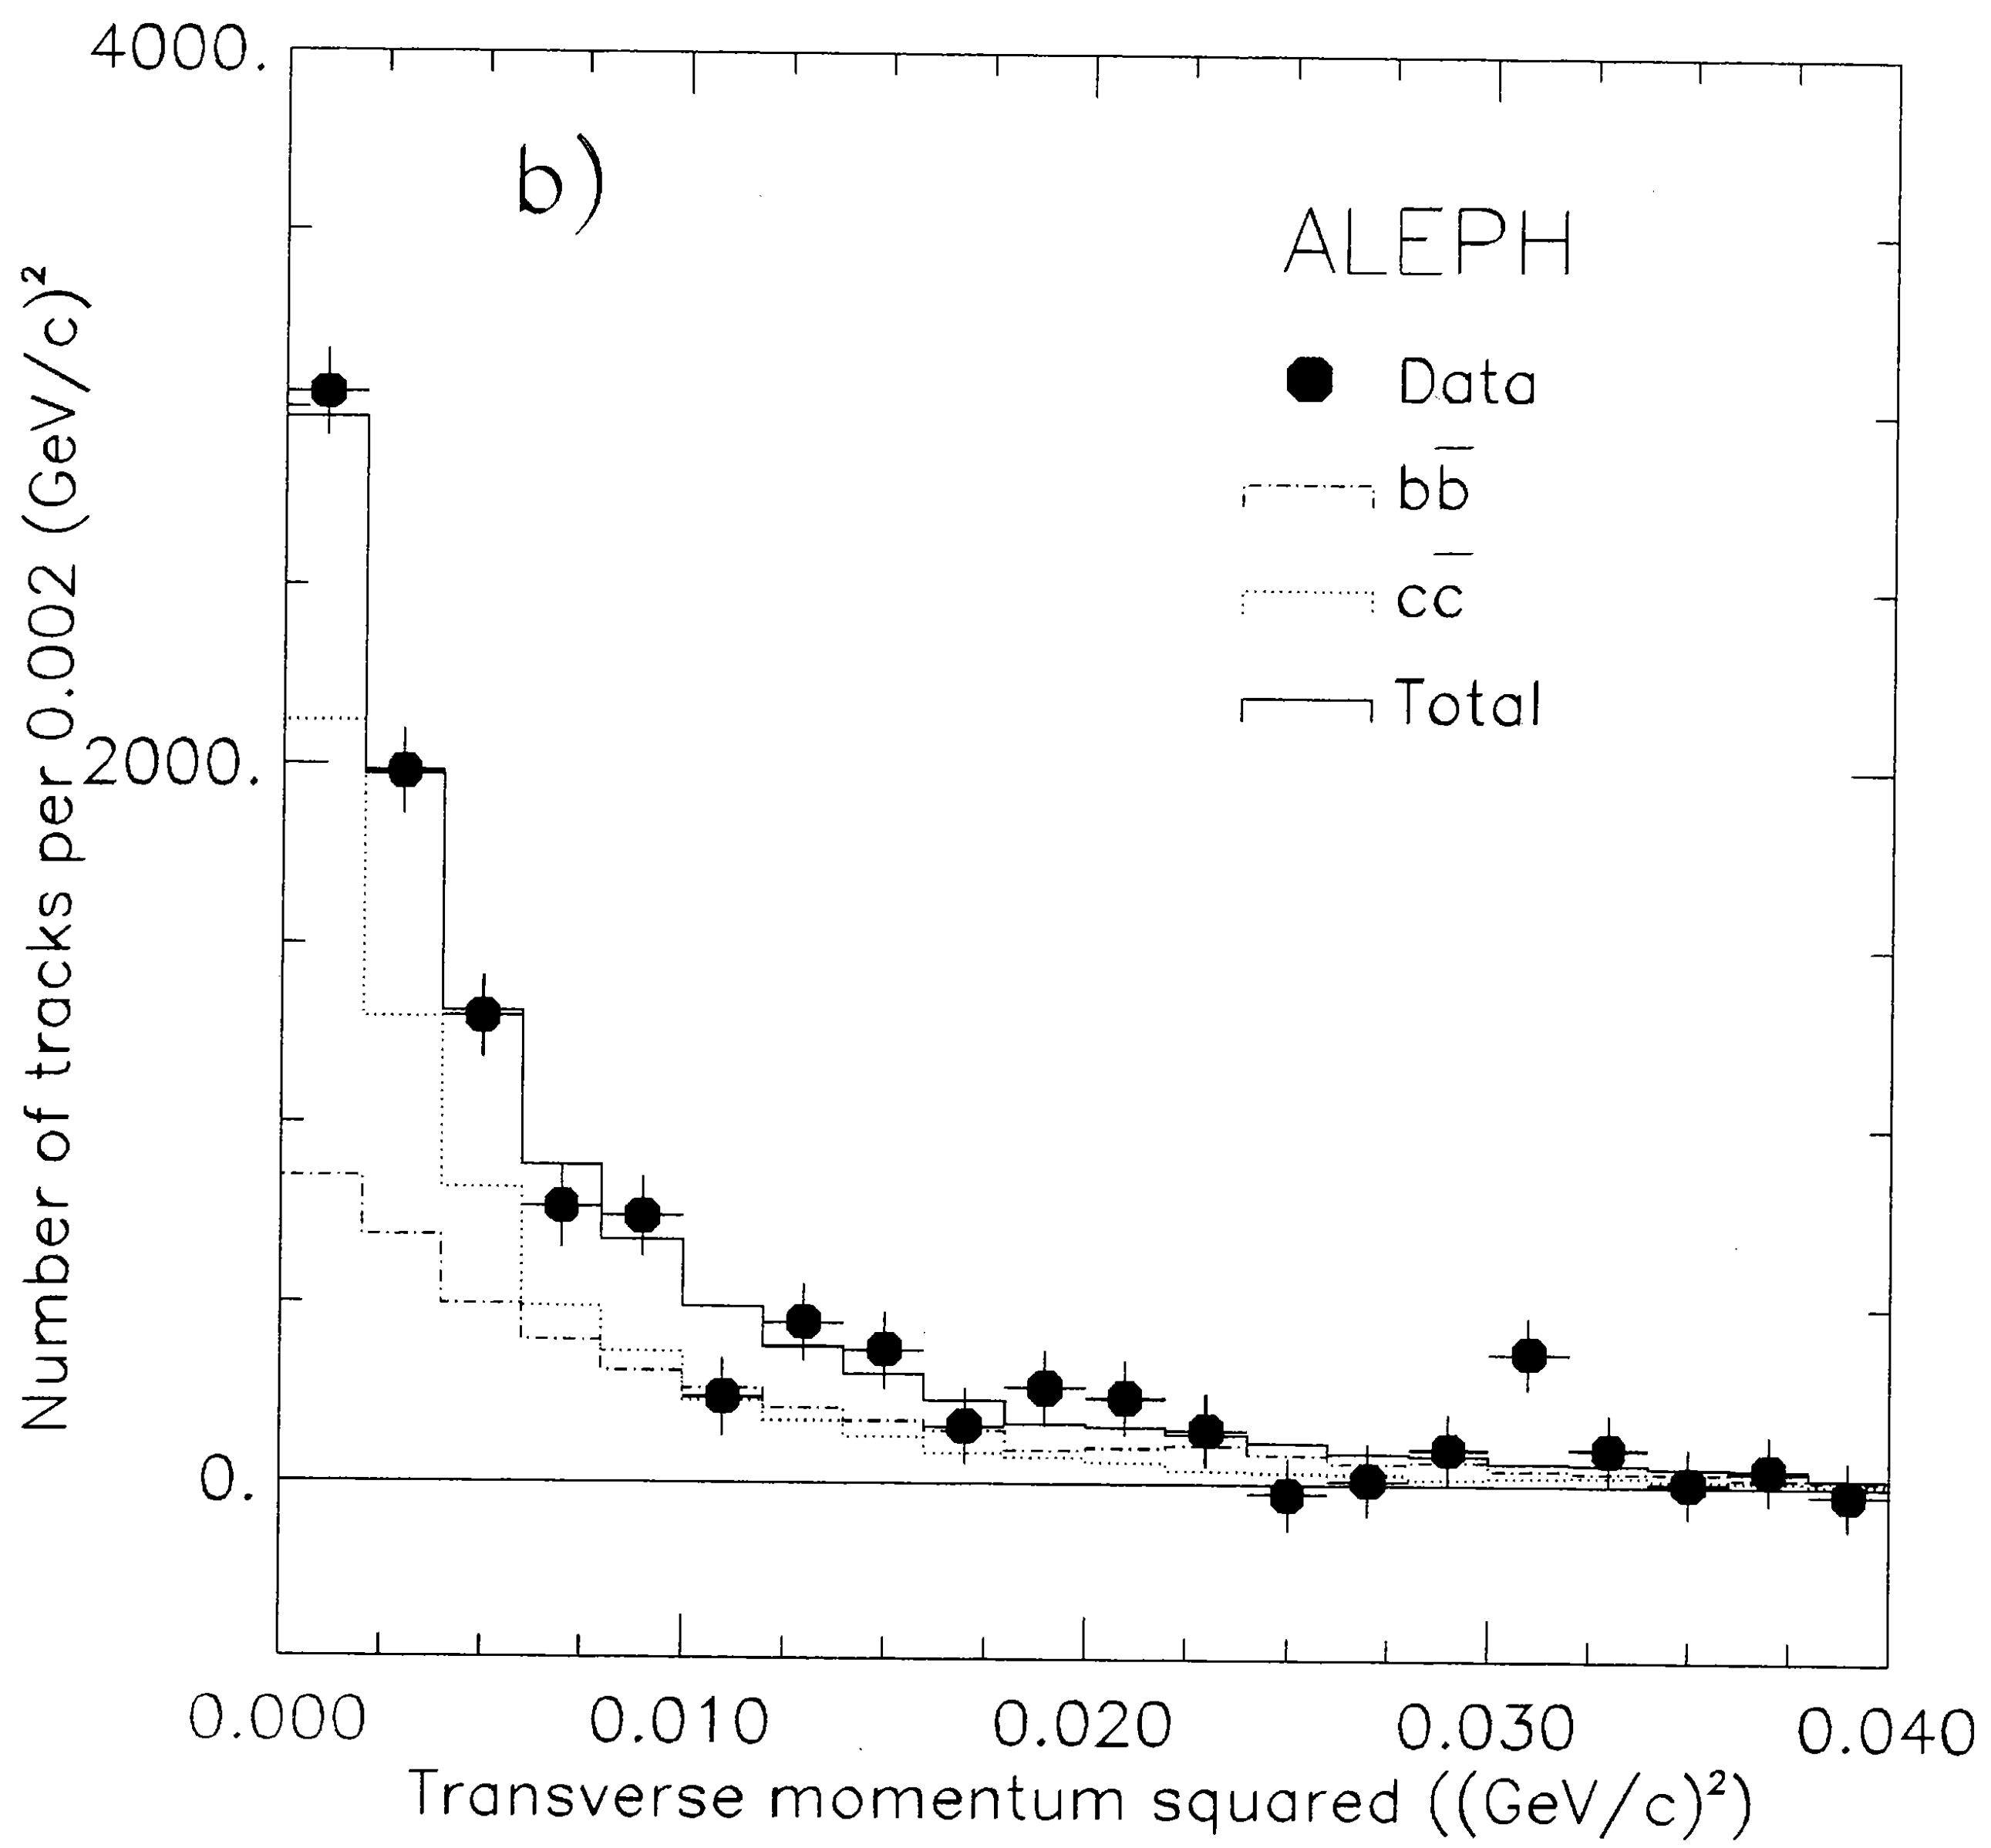 4000.
b)
ALEPH
Data
bb̅
cc̅
Total
2000.
0.
Number of tracks per 0.002 (GeV/c)²
0.000 0.010 0.020 0.030 0.040
Transverse momentum squared ((GeV/c)²)